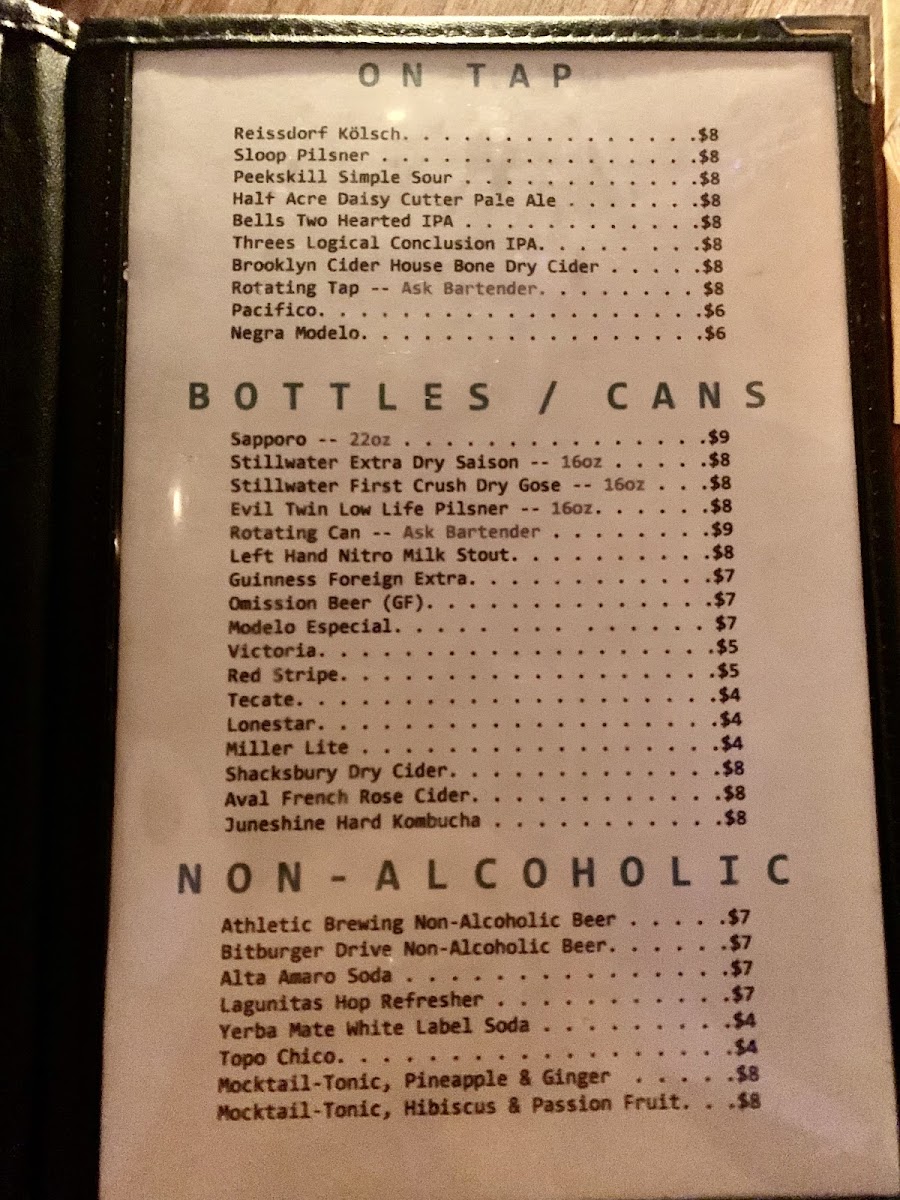 ON TAP
Reissdorf Kölsch. . . . . . . . . . . . . . .$8
Sloop Pilsner . . . . . . . . . . . . . . . .$8
Peekskill Simple Sour . . . . . . . . . . . .$8
Half Acre Daisy Cutter Pale Ale . . . . . . .$8
Bells Two Hearted IPA . . . . . . . . . . . .$8
Threes Logical Conclusion IPA. . . . . . . .$8
Brooklyn Cider House Bone Dry Cider . . . . .$8
Rotating Tap -- Ask Bartender. . . . . . . . $8
Pacifico. . . . . . . . . . . . . . . . . . .$6
Negra Modelo. . . . . . . . . . . . . . . . .$6
BOTTLES / CANS
Sapporo -- 22oz . . . . . . . . . . . . . . .$9
Stillwater Extra Dry Saison -- 16oz . . . . .$8
Stillwater First Crush Dry Gose -- 16oz . . .$8
Evil Twin Low Life Pilsner -- 16oz. . . . . .$8
Rotating Can -- Ask Bartender . . . . . . . .$9
Left Hand Nitro Milk Stout. . . . . . . . . .$8
Guinness Foreign Extra. . . . . . . . . . . .$7
Omission Beer (GF). . . . . . . . . . . . . .$7
Modelo Especial. . . . . . . . . . . . . . . $7
Victoria. . . . . . . . . . . . . . . . . . .$5
Red Stripe. . . . . . . . . . . . . . . . . .$5
Tecate. . . . . . . . . . . . . . . . . . . .$4
Lonestar. . . . . . . . . . . . . . . . . . .$4
Miller Lite . . . . . . . . . . . . . . . . .$4
Shacksbury Dry Cider. . . . . . . . . . . . .$8
Aval French Rose Cider. . . . . . . . . . . .$8
Juneshine Hard Kombucha . . . . . . . . . . .$8
NON-ALCOHOLIC
Athletic Brewing Non-Alcoholic Beer . . . . .$7
Bitburger Drive Non-Alcoholic Beer. . . . . .$7
Alta Amaro Soda . . . . . . . . . . . . . . .$7
Lagunitas Hop Refresher . . . . . . . . . . .$7
Yerba Mate White Label Soda . . . . . . . . .$4
Topo Chico. . . . . . . . . . . . . . . . . .$4
Mocktail-Tonic, Pineapple & Ginger . . . . .$8
Mocktail-Tonic, Hibiscus & Passion Fruit. . .$8